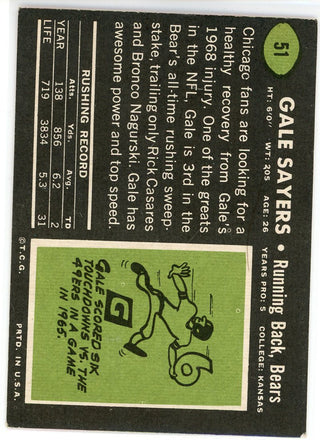 51
GALE SAYERS • Running Back, Bears
HT: 6'0" WT: 205 AGE: 26 YEARS PRO: 5 COLLEGE: KANSAS
Chicago fans are looking for a
healthy recovery from Gale's
1968 injury. One of the greats
in the NFL, Gale is 3rd in the
Bear's all-time rushing sweep-
stake, trailing only Rick Casares
and Bronco Nagurski. Gale has
awesome power and top speed.
RUSHING RECORD
YEAR Atts. Yds. Avg. TD
138 856 6.2 2
LIFE 719 3834 5.3 31
6
G
GALE SCORED SIX
TOUCHDOWNS VS. THE
49ERS IN A GAME
IN 1965.
© T.C.G. PRTD. IN U.S.A.